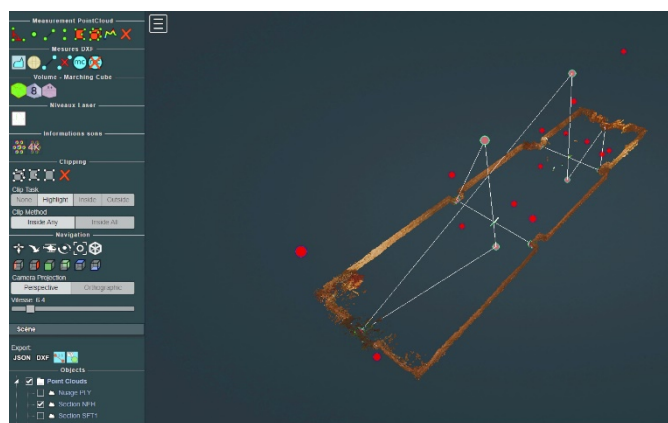 Measurement PointCloud
Mesures DXF
Volume - Marching Cube
Niveaux Laser
Informations sons
Clipping
Clip Task
None Highlight Inside Outside
Clip Method
Inside Any Inside All
Navigation
Camera Projection
Perspective Orthographic
Vitesse 6.4
Scene
Export:
JSON DXF
Objects
Point Clouds
Nuage PLY
Section NFH
Section SFT1